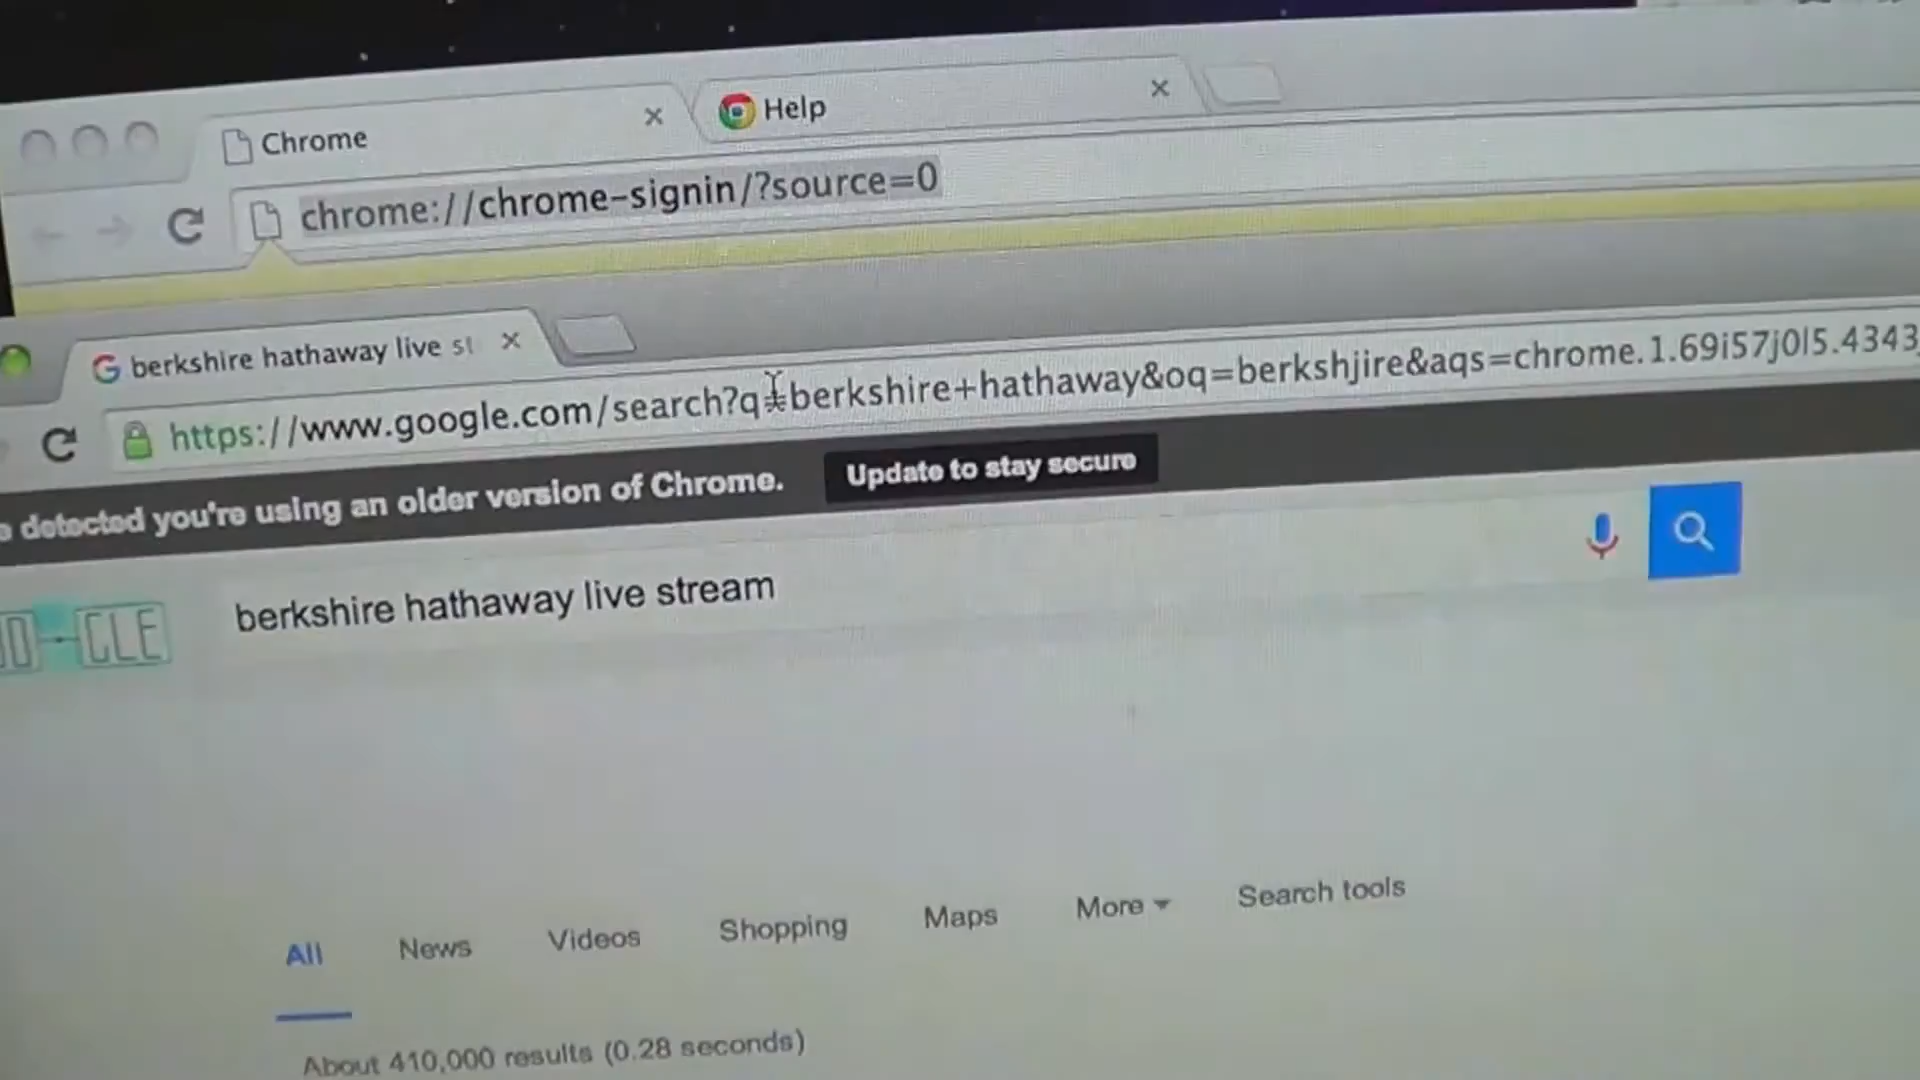 Chrome
Help
chrome://chrome-signin/?source=0
berkshire hathaway live st
https://www.google.com/search?q=berkshire+hathaway&oq=berkshjire&aqs=chrome.1.69i57j0l5.4343
detected you're using an older version of Chrome.
Update to stay secure
GLE
berkshire hathaway live stream
All
News
Videos
Shopping
Maps
More
Search tools
About 410,000 results (0.28 seconds)